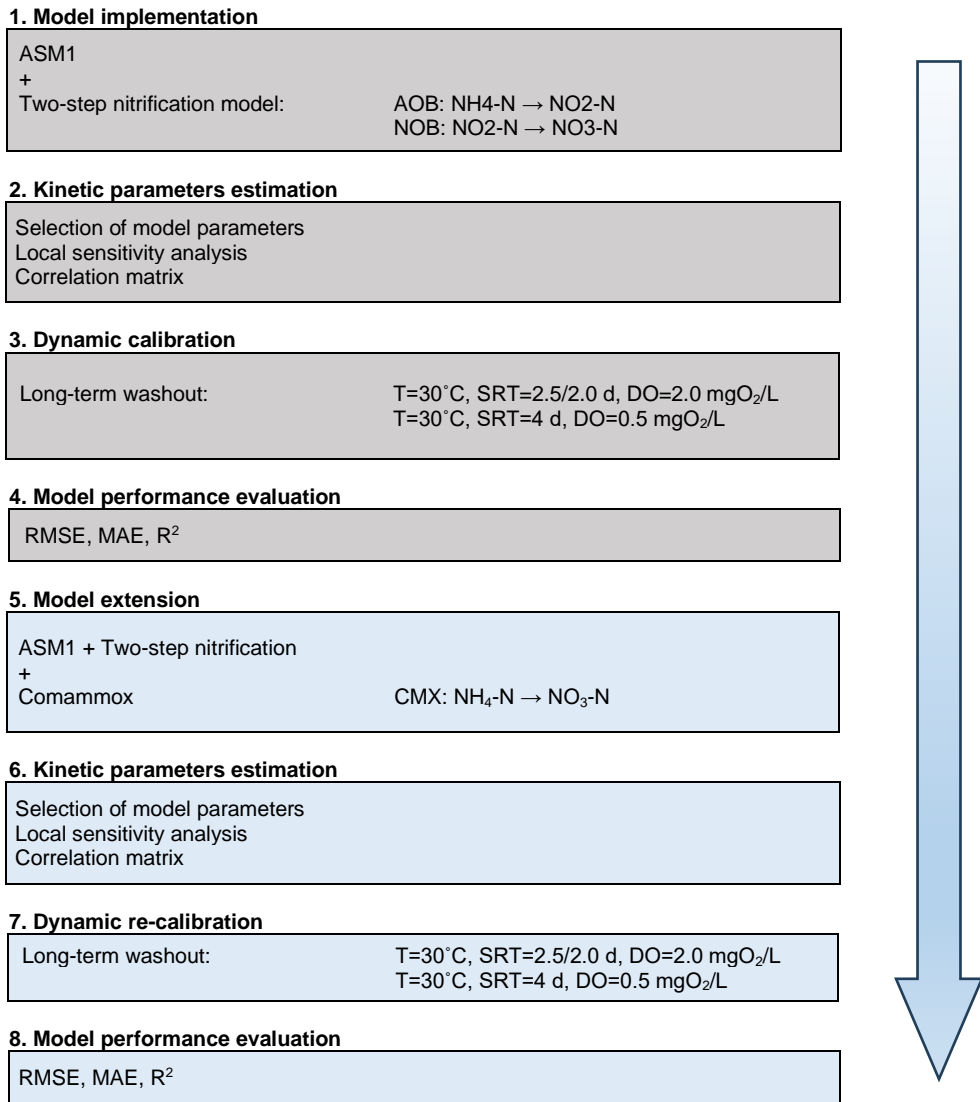 1. Model implementation
ASM1
+
Two-step nitrification model: AOB: NH4-N → NO2-N
NOB: NO2-N → NO3-N
2. Kinetic parameters estimation
Selection of model parameters
Local sensitivity analysis
Correlation matrix
3. Dynamic calibration
Long-term washout: T=30˚C, SRT=2.5/2.0 d, DO=2.0 mgO₂/L
T=30˚C, SRT=4 d, DO=0.5 mgO₂/L
4. Model performance evaluation
RMSE, MAE, R²
5. Model extension
ASM1 + Two-step nitrification
+
Comammox CMX: NH₄-N → NO₃-N
6. Kinetic parameters estimation
Selection of model parameters
Local sensitivity analysis
Correlation matrix
7. Dynamic re-calibration
Long-term washout: T=30˚C, SRT=2.5/2.0 d, DO=2.0 mgO₂/L
T=30˚C, SRT=4 d, DO=0.5 mgO₂/L
8. Model performance evaluation
RMSE, MAE, R²